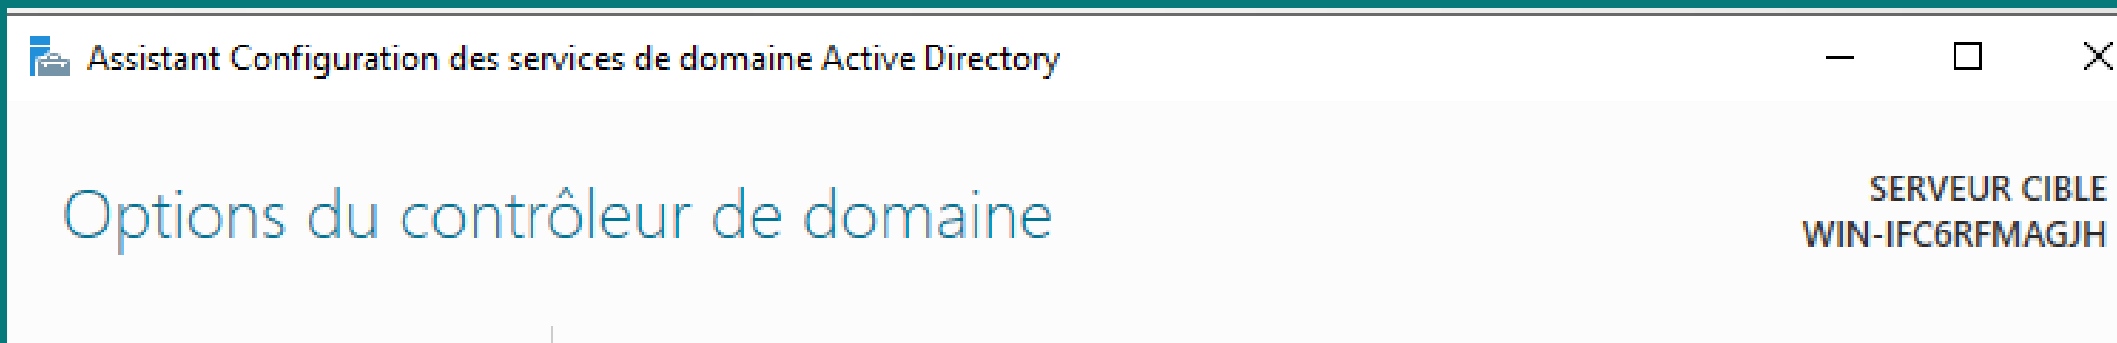 Assistant Configuration des services de domaine Active Directory
Options du contrôleur de domaine
SERVEUR CIBLE
WIN-IFC6RFMAGJH